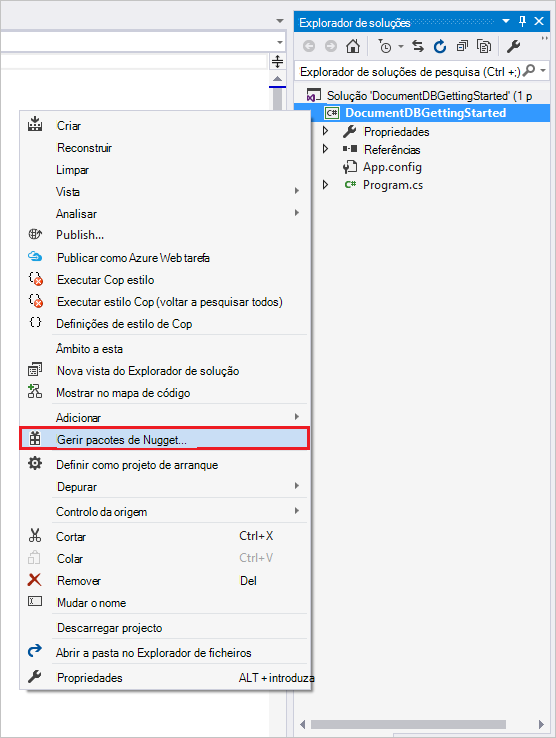 Explorador de soluções
Explorador de soluções de pesquisa (Ctrl +;)
Solução 'DocumentDBGettingStarted' (1 p
C# DocumentDBGettingStarted
Propriedades
Referências
App.config
C# Program.cs
Criar
Reconstruir
Limpar
Vista
Analisar
Publish...
Publicar como Azure Web tarefa
Executar Cop estilo
Executar estilo Cop (voltar a pesquisar todos)
Definições de estilo de Cop
Âmbito a esta
Nova vista do Explorador de solução
Mostrar no mapa de código
Adicionar
Gerir pacotes de Nugget...
Definir como projeto de arranque
Depurar
Controlo da origem
Cortar Ctrl+X
Colar Ctrl+V
Remover Del
Mudar o nome
Descarregar projecto
Abrir a pasta no Explorador de ficheiros
Propriedades ALT + introduza